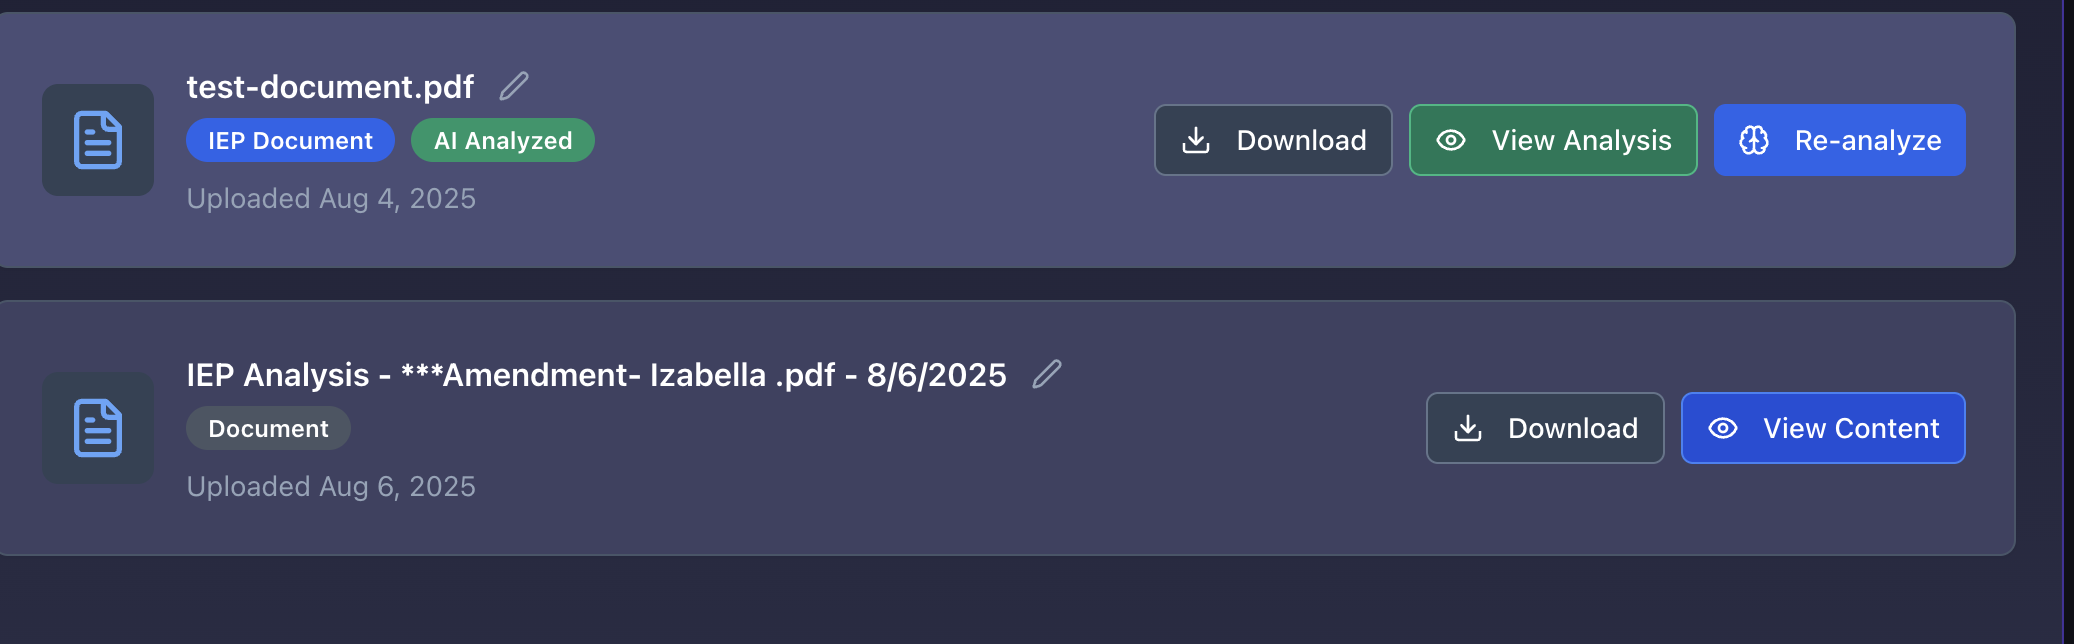 test-document.pdf
IEP Document AI Analyzed
Uploaded Aug 4, 2025
Download View Analysis Re-analyze
IEP Analysis - ***Amendment- Izabella .pdf - 8/6/2025
Document
Uploaded Aug 6, 2025
Download View Content